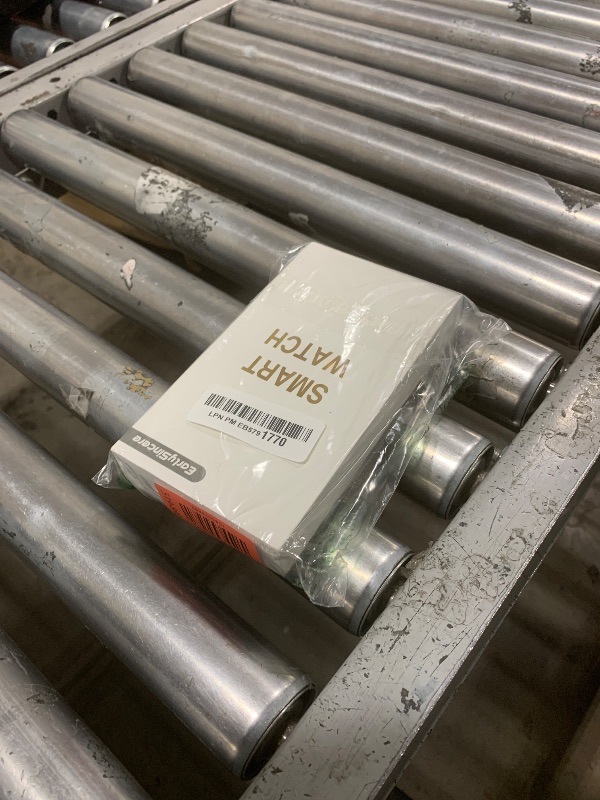 SMART
WATCH
LPN PM EB5791770
EarlySincere